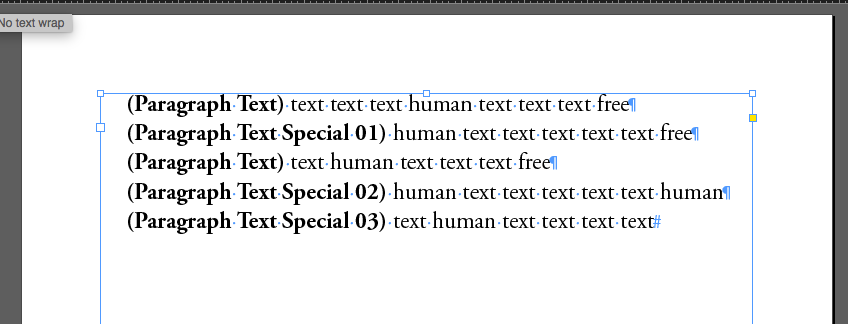 No text wrap
(Paragraph Text) text text text human text text text free¶
(Paragraph Text Special 01) human text text text text text free¶
(Paragraph Text) text human text text text free¶
(Paragraph Text Special 02) human text text text text text human¶
(Paragraph Text Special 03) text human text text text text#